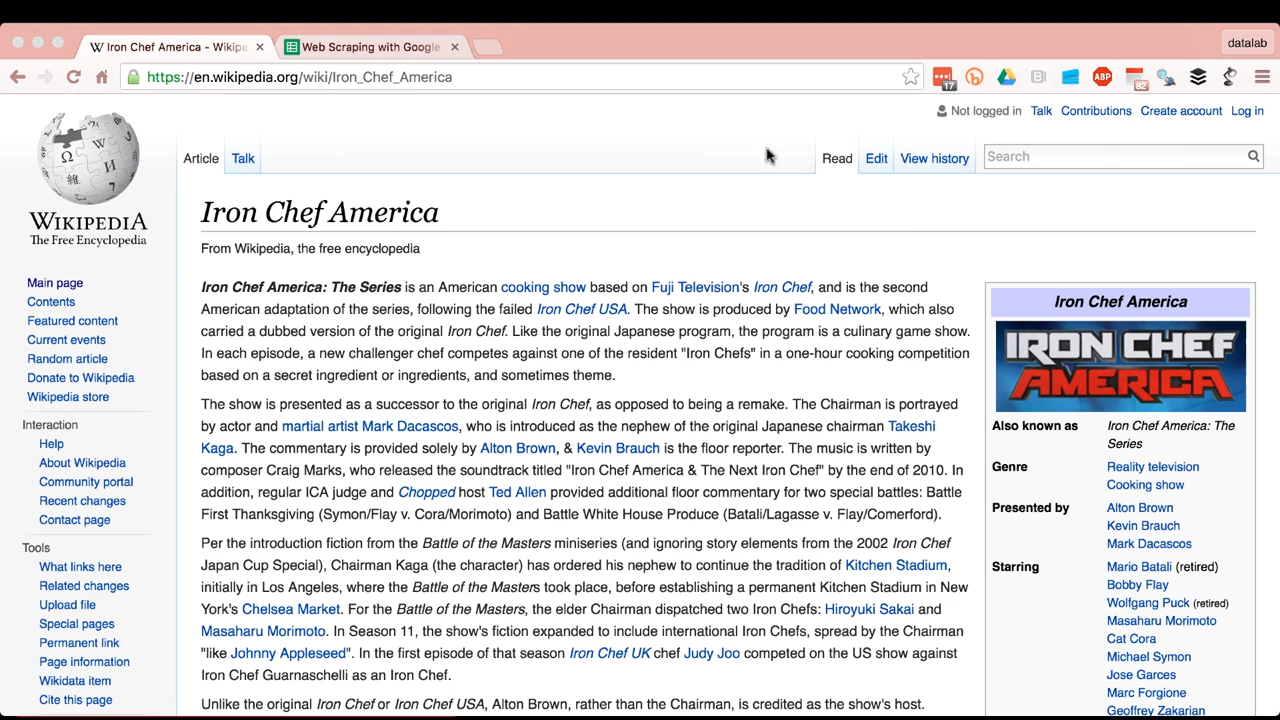 Iron Chef America - Wikipe
Web Scraping with Google
datalab
https://en.wikipedia.org/wiki/Iron_Chef_America
17
ABP
82
Not logged in Talk Contributions Create account Log in
Article Talk Read Edit View history Search
WIKIPEDIA
The Free Encyclopedia
Main page
Contents
Featured content
Current events
Random article
Donate to Wikipedia
Wikipedia store
Interaction
Help
About Wikipedia
Community portal
Recent changes
Contact page
Tools
What links here
Related changes
Upload file
Special pages
Permanent link
Page information
Wikidata item
Cite this page
Iron Chef America
From Wikipedia, the free encyclopedia
Iron Chef America: The Series is an American cooking show based on Fuji Television's Iron Chef, and is the second
American adaptation of the series, following the failed Iron Chef USA. The show is produced by Food Network, which also
carried a dubbed version of the original Iron Chef. Like the original Japanese program, the program is a culinary game show.
In each episode, a new challenger chef competes against one of the resident "Iron Chefs" in a one-hour cooking competition
based on a secret ingredient or ingredients, and sometimes theme.
The show is presented as a successor to the original Iron Chef, as opposed to being a remake. The Chairman is portrayed
by actor and martial artist Mark Dacascos, who is introduced as the nephew of the original Japanese chairman Takeshi
Kaga. The commentary is provided solely by Alton Brown, & Kevin Brauch is the floor reporter. The music is written by
composer Craig Marks, who released the soundtrack titled "Iron Chef America & The Next Iron Chef" by the end of 2010. In
addition, regular ICA judge and Chopped host Ted Allen provided additional floor commentary for two special battles: Battle
First Thanksgiving (Symon/Flay v. Cora/Morimoto) and Battle White House Produce (Batali/Lagasse v. Flay/Comerford).
Per the introduction fiction from the Battle of the Masters miniseries (and ignoring story elements from the 2002 Iron Chef
Japan Cup Special), Chairman Kaga (the character) has ordered his nephew to continue the tradition of Kitchen Stadium,
initially in Los Angeles, where the Battle of the Masters took place, before establishing a permanent Kitchen Stadium in New
York's Chelsea Market. For the Battle of the Masters, the elder Chairman dispatched two Iron Chefs: Hiroyuki Sakai and
Masaharu Morimoto. In Season 11, the show's fiction expanded to include international Iron Chefs, spread by the Chairman
"like Johnny Appleseed". In the first episode of that season Iron Chef UK chef Judy Joo competed on the US show against
Iron Chef Guarnaschelli as an Iron Chef.
Unlike the original Iron Chef or Iron Chef USA, Alton Brown, rather than the Chairman, is credited as the show's host.
Iron Chef America
IRON CHEF
AMERICA
Also known as Iron Chef America: The
Series
Genre Reality television
Cooking show
Presented by Alton Brown
Kevin Brauch
Mark Dacascos
Starring Mario Batali (retired)
Bobby Flay
Wolfgang Puck (retired)
Masaharu Morimoto
Cat Cora
Michael Symon
Jose Garces
Marc Forgione
Geoffrey Zakarian